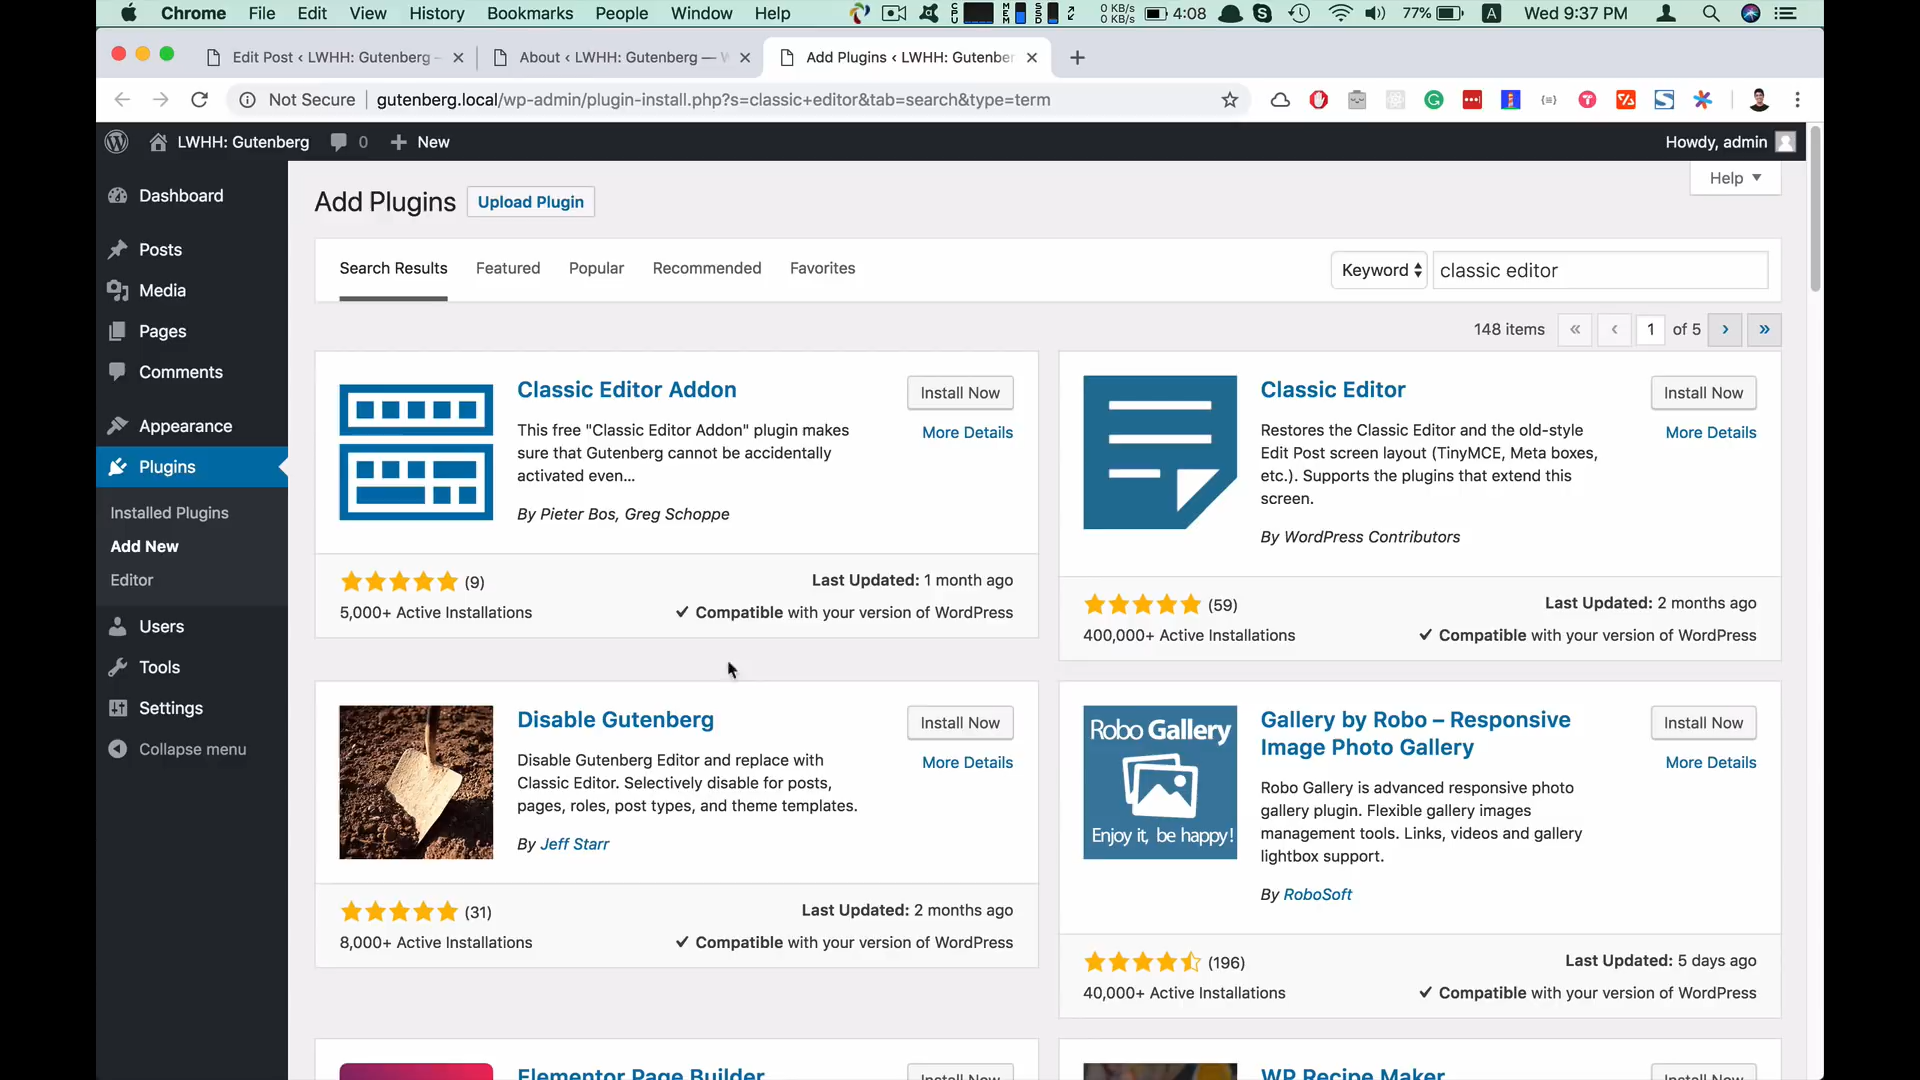 Chrome File Edit View History Bookmarks People Window Help
0 KB/s
0 KB/s
4:08
77%
A
Wed 9:37 PM
Edit Post ‹ LWHH: Gutenberg –
About ‹ LWHH: Gutenberg — W
Add Plugins ‹ LWHH: Gutenber
Not Secure
gutenberg.local/wp-admin/plugin-install.php?s=classic+editor&tab=search&type=term
LWHH: Gutenberg
0
New
Howdy, admin
Dashboard
Posts
Media
Pages
Comments
Appearance
Plugins
Installed Plugins
Add New
Editor
Users
Tools
Settings
Collapse menu
Help
Add Plugins
Upload Plugin
Search Results
Featured
Popular
Recommended
Favorites
Keyword
classic editor
148 items
«
‹
1
of 5
›
»
Classic Editor Addon
Install Now
More Details
This free "Classic Editor Addon" plugin makes
sure that Gutenberg cannot be accidentally
activated even...
By Pieter Bos, Greg Schoppe
(9)
Last Updated: 1 month ago
5,000+ Active Installations
Compatible with your version of WordPress
Classic Editor
Install Now
More Details
Restores the Classic Editor and the old-style
Edit Post screen layout (TinyMCE, Meta boxes,
etc.). Supports the plugins that extend this
screen.
By WordPress Contributors
(59)
Last Updated: 2 months ago
400,000+ Active Installations
Compatible with your version of WordPress
Disable Gutenberg
Install Now
More Details
Disable Gutenberg Editor and replace with
Classic Editor. Selectively disable for posts,
pages, roles, post types, and theme templates.
By Jeff Starr
(31)
Last Updated: 2 months ago
8,000+ Active Installations
Compatible with your version of WordPress
Robo Gallery
Enjoy it, be happy!
Gallery by Robo – Responsive
Image Photo Gallery
Install Now
More Details
Robo Gallery is advanced responsive photo
gallery plugin. Flexible gallery images
management tools. Links, videos and gallery
lightbox support.
By RoboSoft
(196)
Last Updated: 5 days ago
40,000+ Active Installations
Compatible with your version of WordPress
Elementor Page Builder
Install Now
WP Recipe Maker
Install Now